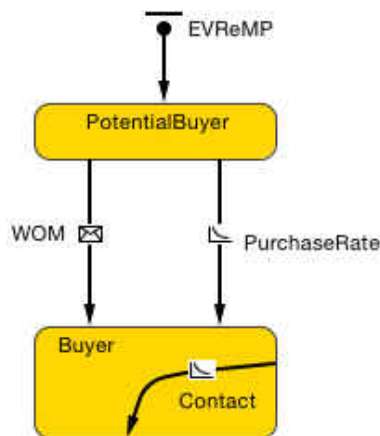 EVReMP
PotentialBuyer
WOM
PurchaseRate
Buyer
Contact